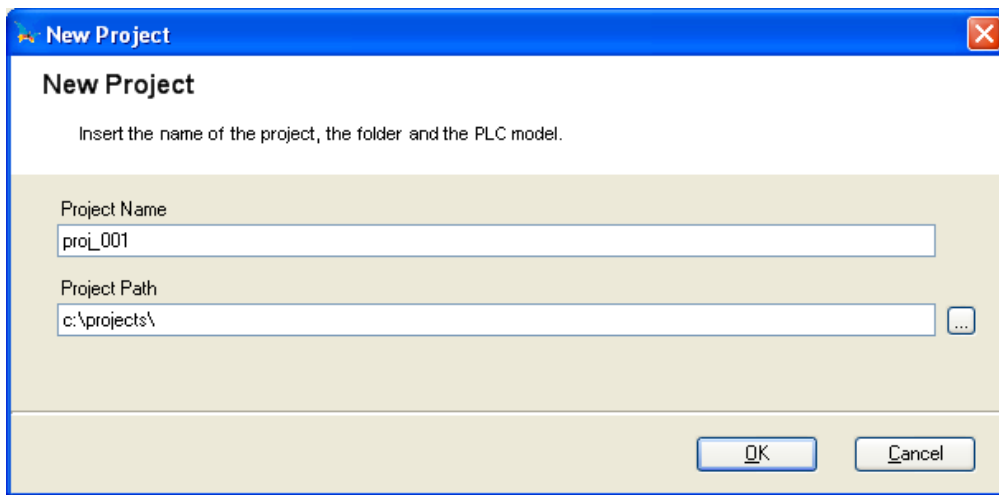 New Project
New Project
Insert the name of the project, the folder and the PLC model.
Project Name
proj_001
Project Path
c:\projects\
...
OK Cancel